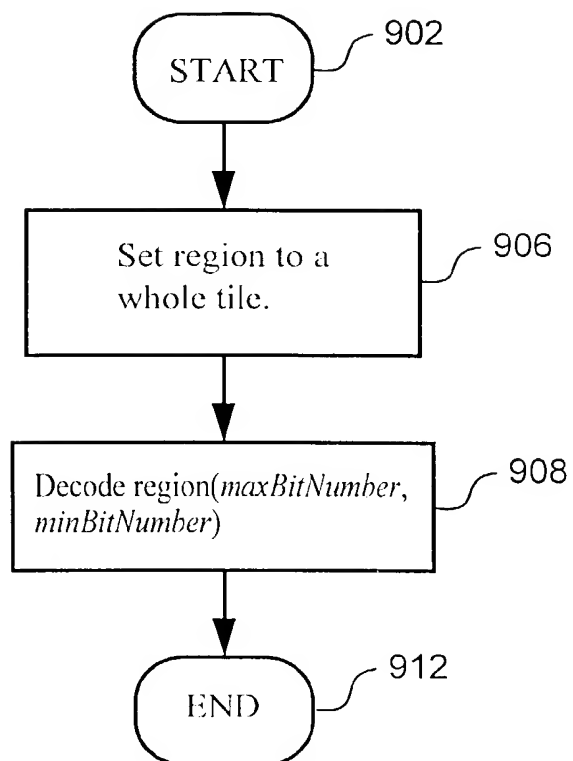 START
902
Set region to a
whole tile.
906
Decode region(maxBitNumber,
minBitNumber)
908
END
912